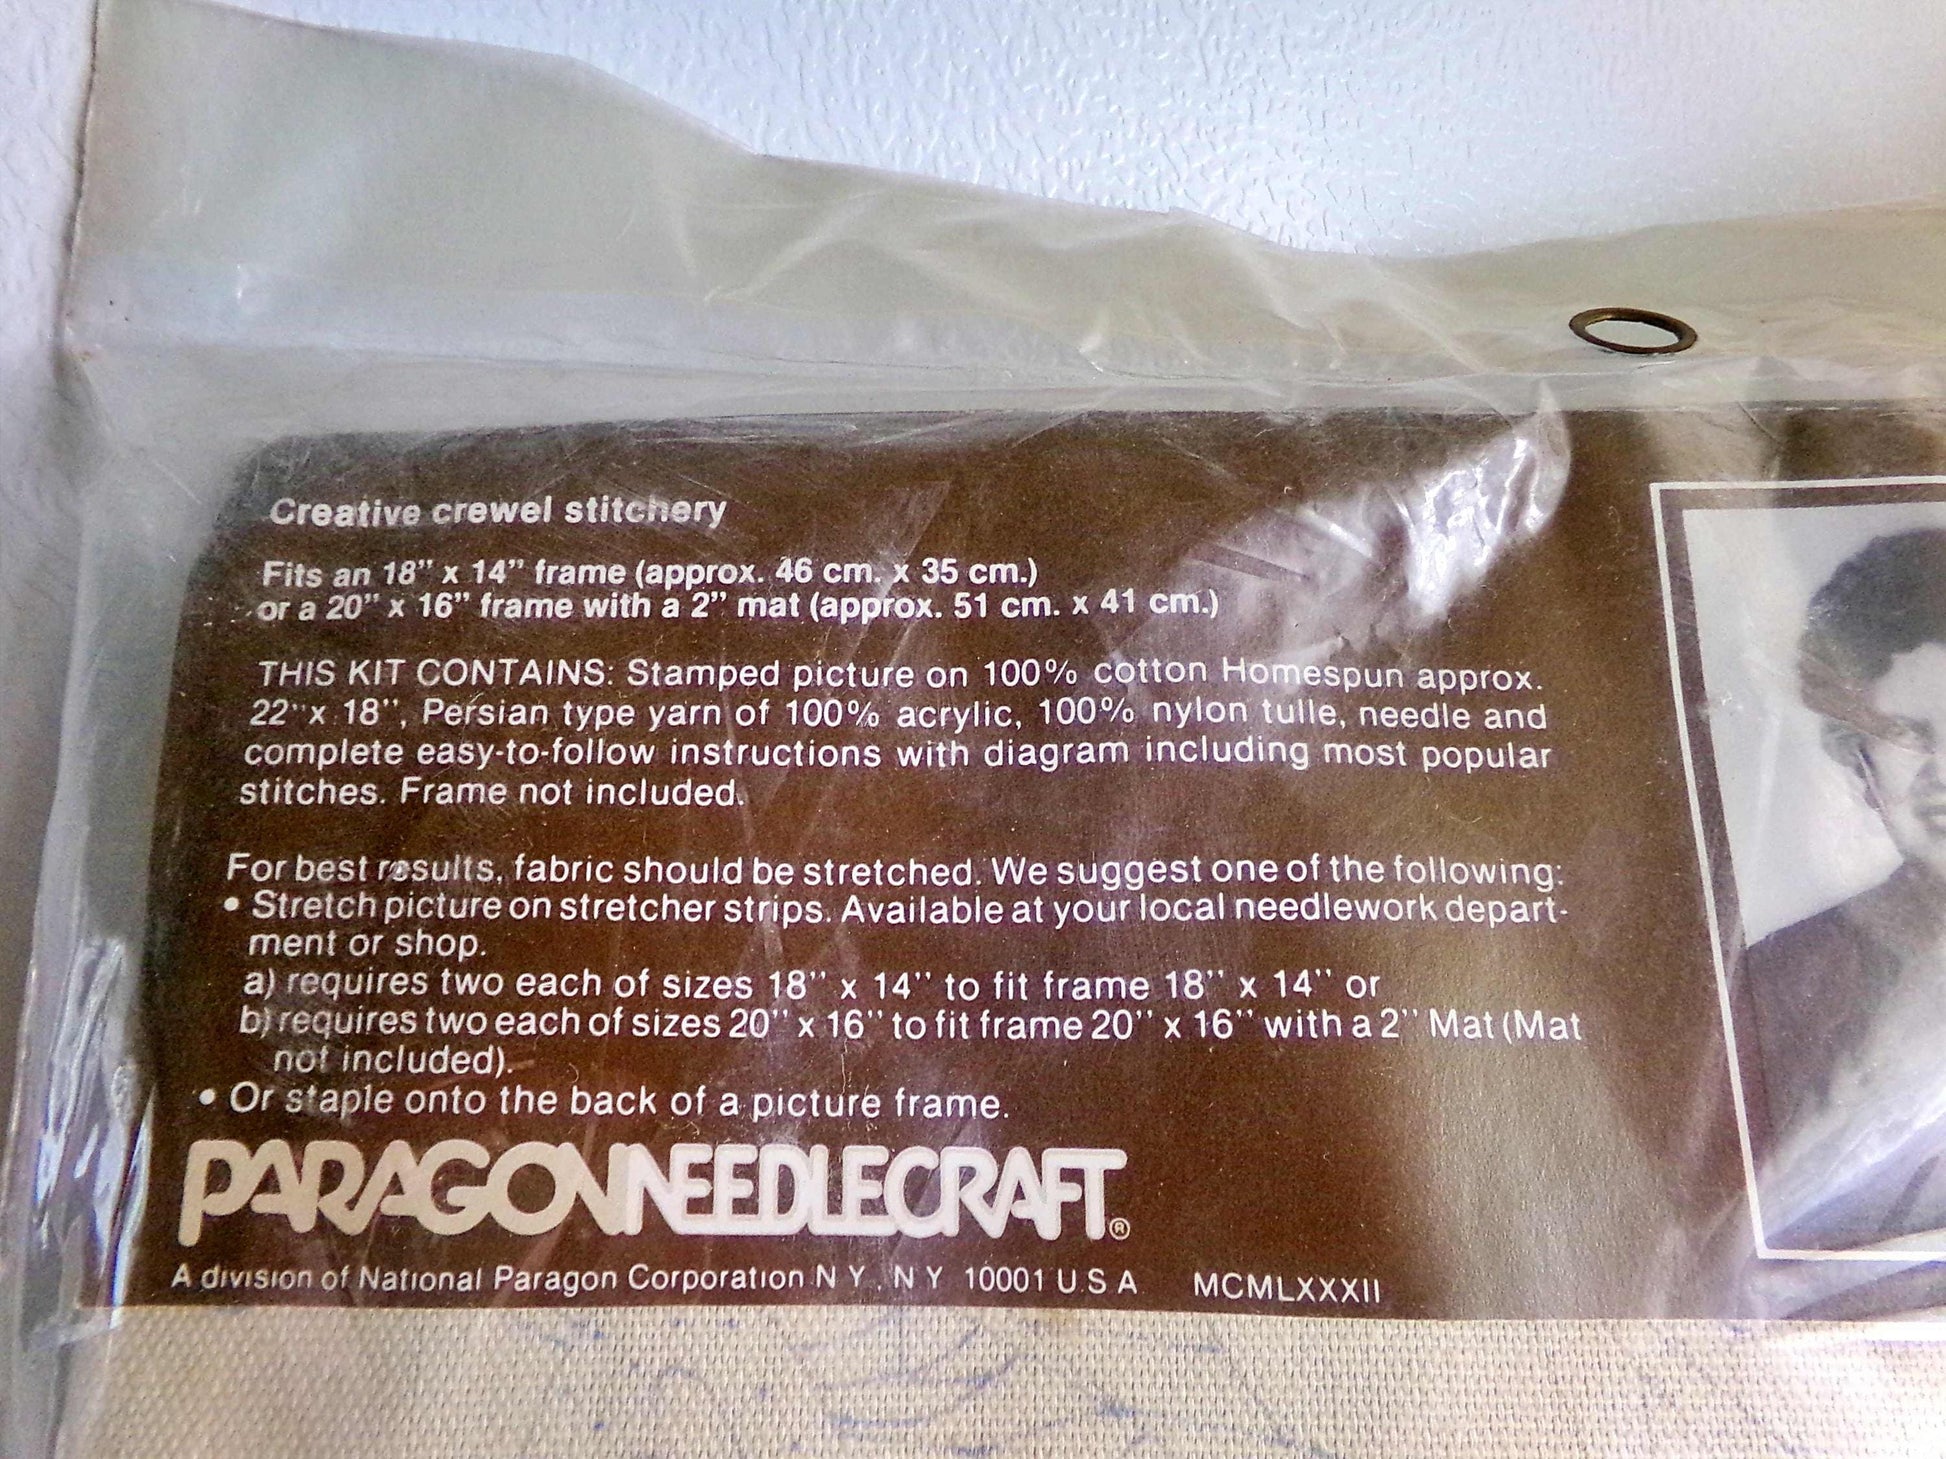 Creative crewel stitchery
Fits an 18" x 14" frame (approx. 46 cm. x 35 cm.)
or a 20" x 16" frame with a 2" mat (approx. 51 cm. x 41 cm.)
THIS KIT CONTAINS: Stamped picture on 100% cotton Homespun approx.
22"x 18", Persian type yarn of 100% acrylic, 100% nylon tulle, needle and
complete easy-to-follow instructions with diagram including most popular
stitches. Frame not included.
For best results, fabric should be stretched. We suggest one of the following:
• Stretch picture on stretcher strips. Available at your local needlework depart-
ment or shop.
a) requires two each of sizes 18" x 14" to fit frame 18" x 14" or
b) requires two each of sizes 20" x 16" to fit frame 20" x 16" with a 2" Mat (Mat
not included).
• Or staple onto the back of a picture frame.
PARAGON NEEDLECRAFT®
A division of National Paragon Corporation N Y , N Y 10001 U.S A MCMLXXXII